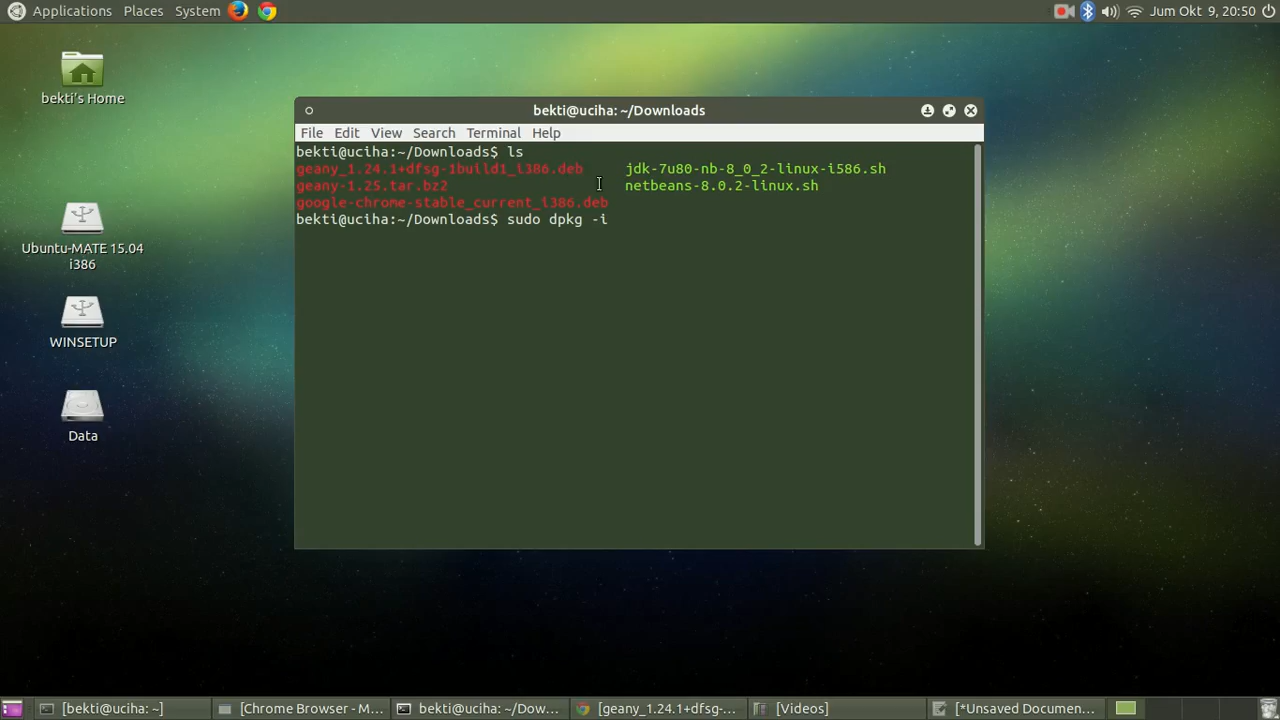 Applications Places System Jum Okt 9, 20:50
bekti's Home
Ubuntu-MATE 15.04
i386
WINSETUP
Data
bekti@uciha: ~/Downloads
File Edit View Search Terminal Help
bekti@uciha:~/Downloads$ ls
geany_1.24.1+dfsg-1build1_i386.deb jdk-7u80-nb-8_0_2-linux-i586.sh
geany-1.25.tar.bz2 netbeans-8.0.2-linux.sh
google-chrome-stable_current_i386.deb
bekti@uciha:~/Downloads$ sudo dpkg -i
[bekti@uciha: ~] [Chrome Browser - M... bekti@uciha: ~/Dow... [geany_1.24.1+dfsg-... [Videos] [*Unsaved Documen...